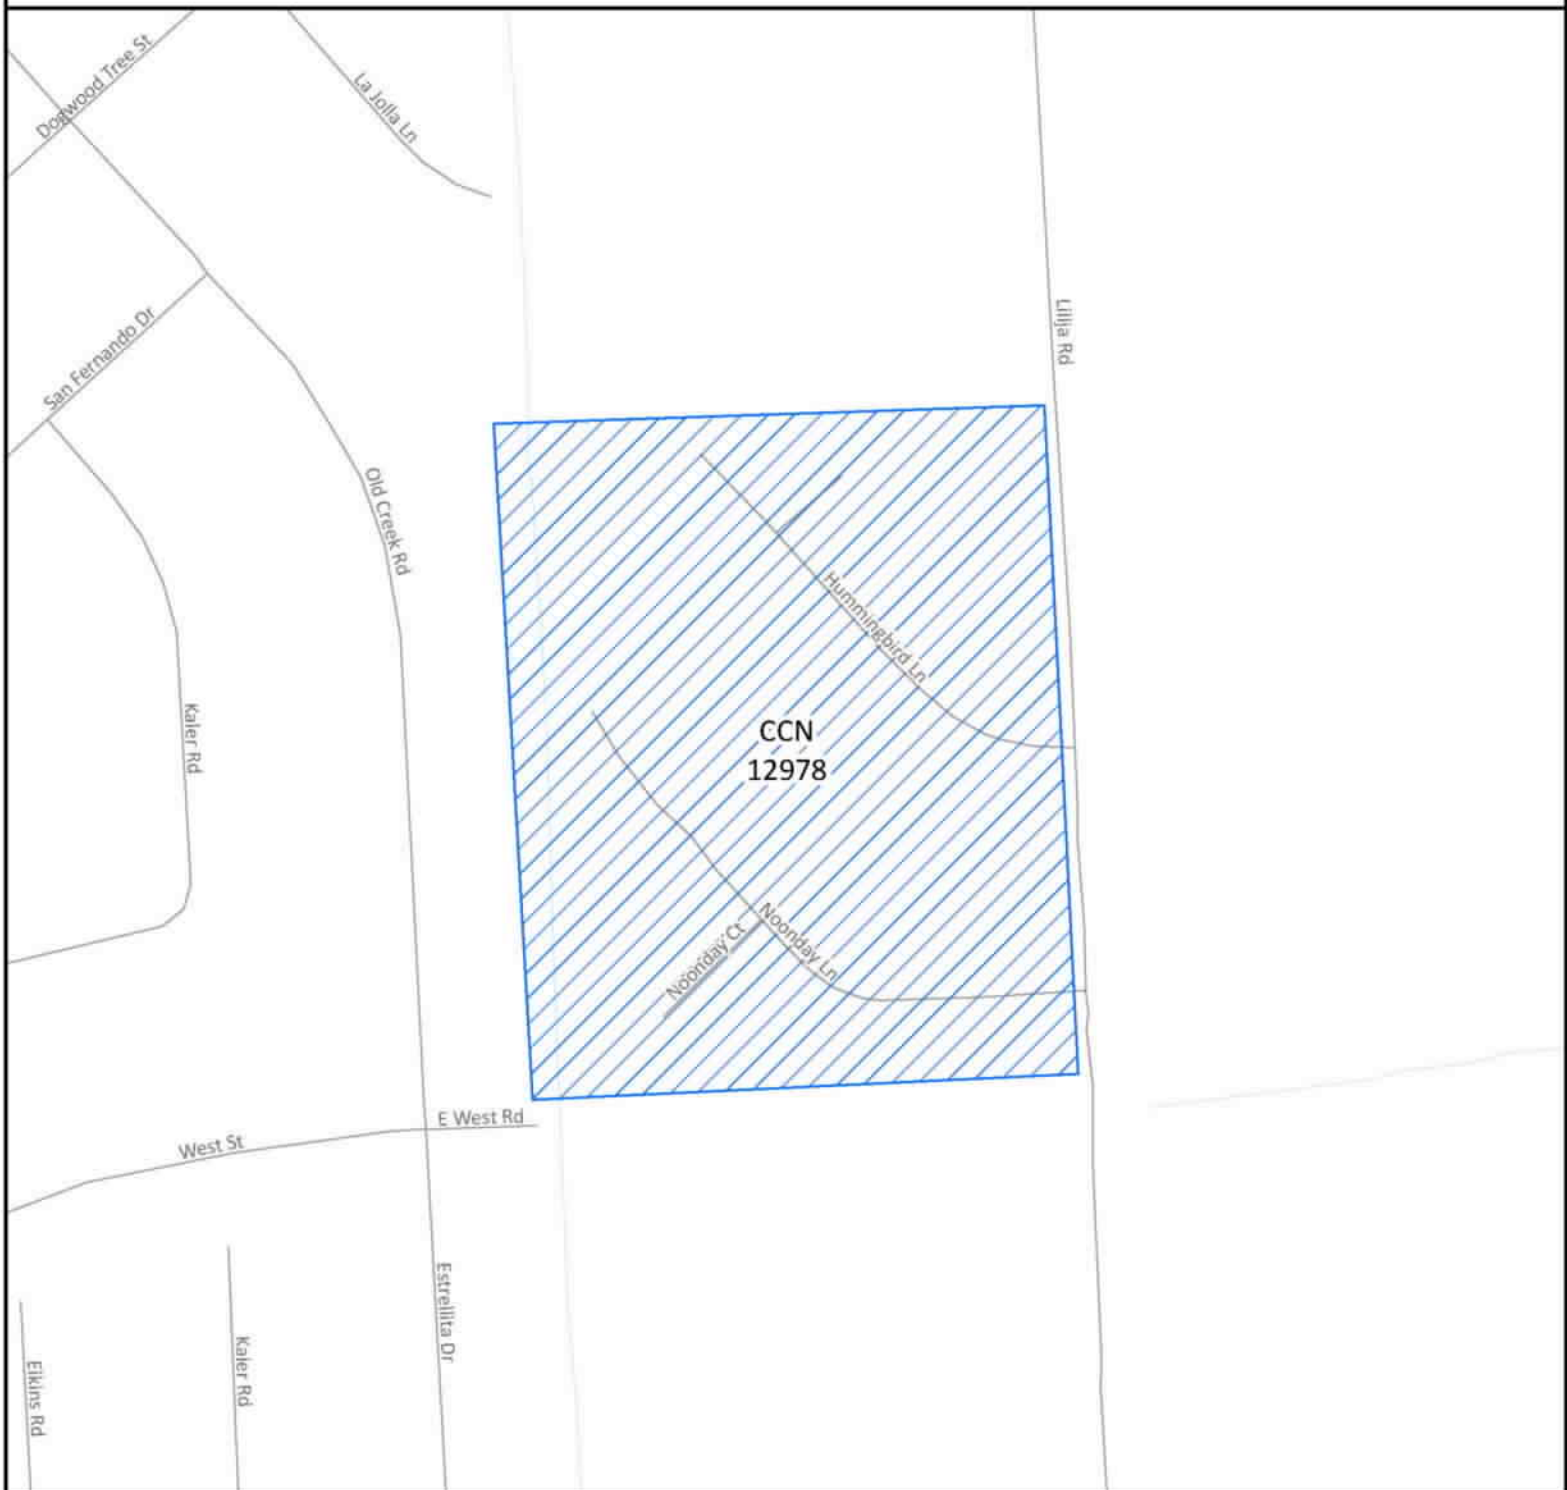 Dogwood Tree St
La Jolla Ln
San Fernando Dr
Lillja Rd
Old Creek Rd
Hummingbird Ln
Kaler Rd
CCN
12978
Noonday Ln
Noonday Ct
E West Rd
West St
Estrellita Dr
Kaler Rd
Elkins Rd